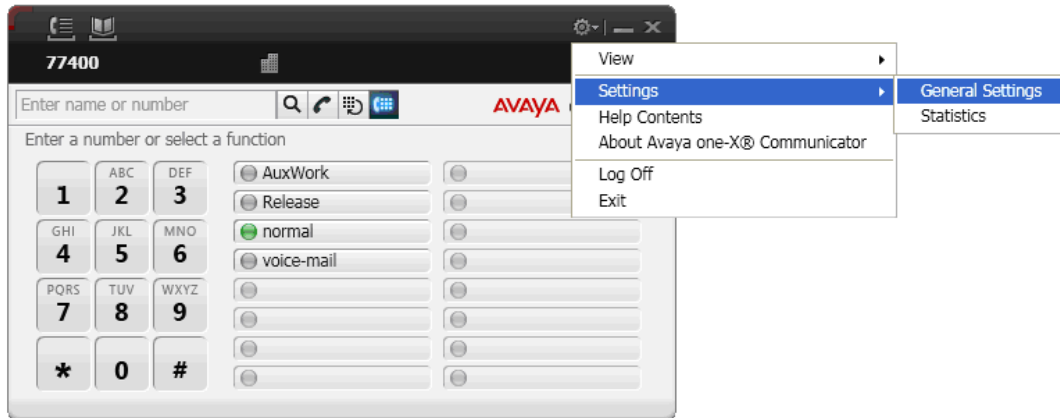 77400
View
Enter name or number
AVAYA
Settings
General Settings
Help Contents
Statistics
About Avaya one-X® Communicator
Log Off
Exit
Enter a number or select a function
1
ABC
2
DEF
3
GHI
4
JKL
5
MNO
6
PQRS
7
TUV
8
WXYZ
9
*
0
#
AuxWork
Release
normal
voice-mail